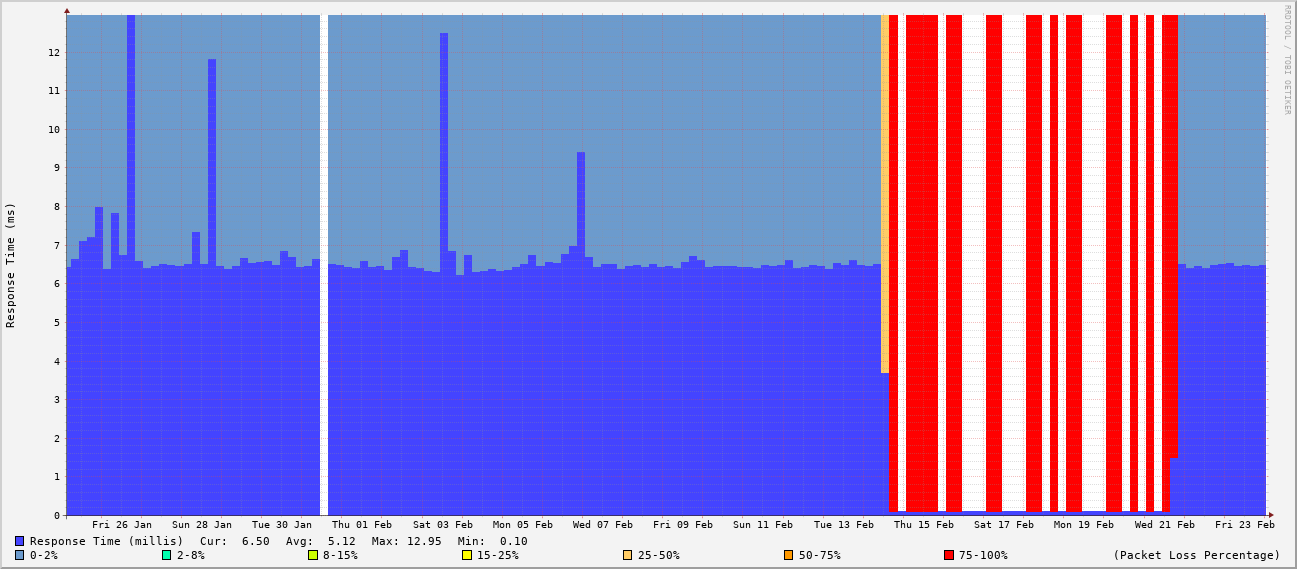 RRDTOOL / TOBI OETIKER
Response Time (ms)
12
11
10
9
8
7
6
5
4
3
2
1
0
Fri 26 Jan Sun 28 Jan Tue 30 Jan Thu 01 Feb Sat 03 Feb Mon 05 Feb Wed 07 Feb Fri 09 Feb Sun 11 Feb Tue 13 Feb Thu 15 Feb Sat 17 Feb Mon 19 Feb Wed 21 Feb Fri 23 Feb
Response Time (millis) Cur: 6.50 Avg: 5.12 Max: 12.95 Min: 0.10
0-2% 2-8% 8-15% 15-25% 25-50% 50-75% 75-100% (Packet Loss Percentage)